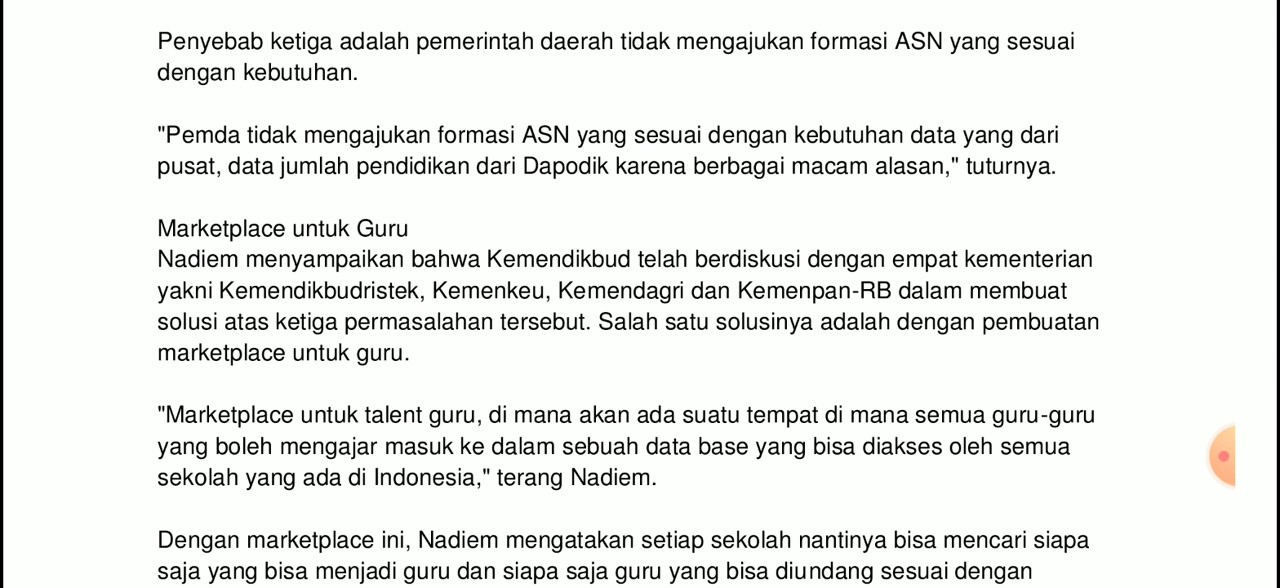 Penyebab ketiga adalah pemerintah daerah tidak mengajukan formasi ASN yang sesuai
dengan kebutuhan.
"Pemda tidak mengajukan formasi ASN yang sesuai dengan kebutuhan data yang dari
pusat, data jumlah pendidikan dari Dapodik karena berbagai macam alasan," tuturnya.
Marketplace untuk Guru
Nadiem menyampaikan bahwa Kemendikbud telah berdiskusi dengan empat kementerian
yakni Kemendikbudristek, Kemenkeu, Kemendagri dan Kemenpan-RB dalam membuat
solusi atas ketiga permasalahan tersebut. Salah satu solusinya adalah dengan pembuatan
marketplace untuk guru.
"Marketplace untuk talent guru, di mana akan ada suatu tempat di mana semua guru-guru
yang boleh mengajar masuk ke dalam sebuah data base yang bisa diakses oleh semua
sekolah yang ada di Indonesia," terang Nadiem.
Dengan marketplace ini, Nadiem mengatakan setiap sekolah nantinya bisa mencari siapa
saja yang bisa menjadi guru dan siapa saja guru yang bisa diundang sesuai dengan